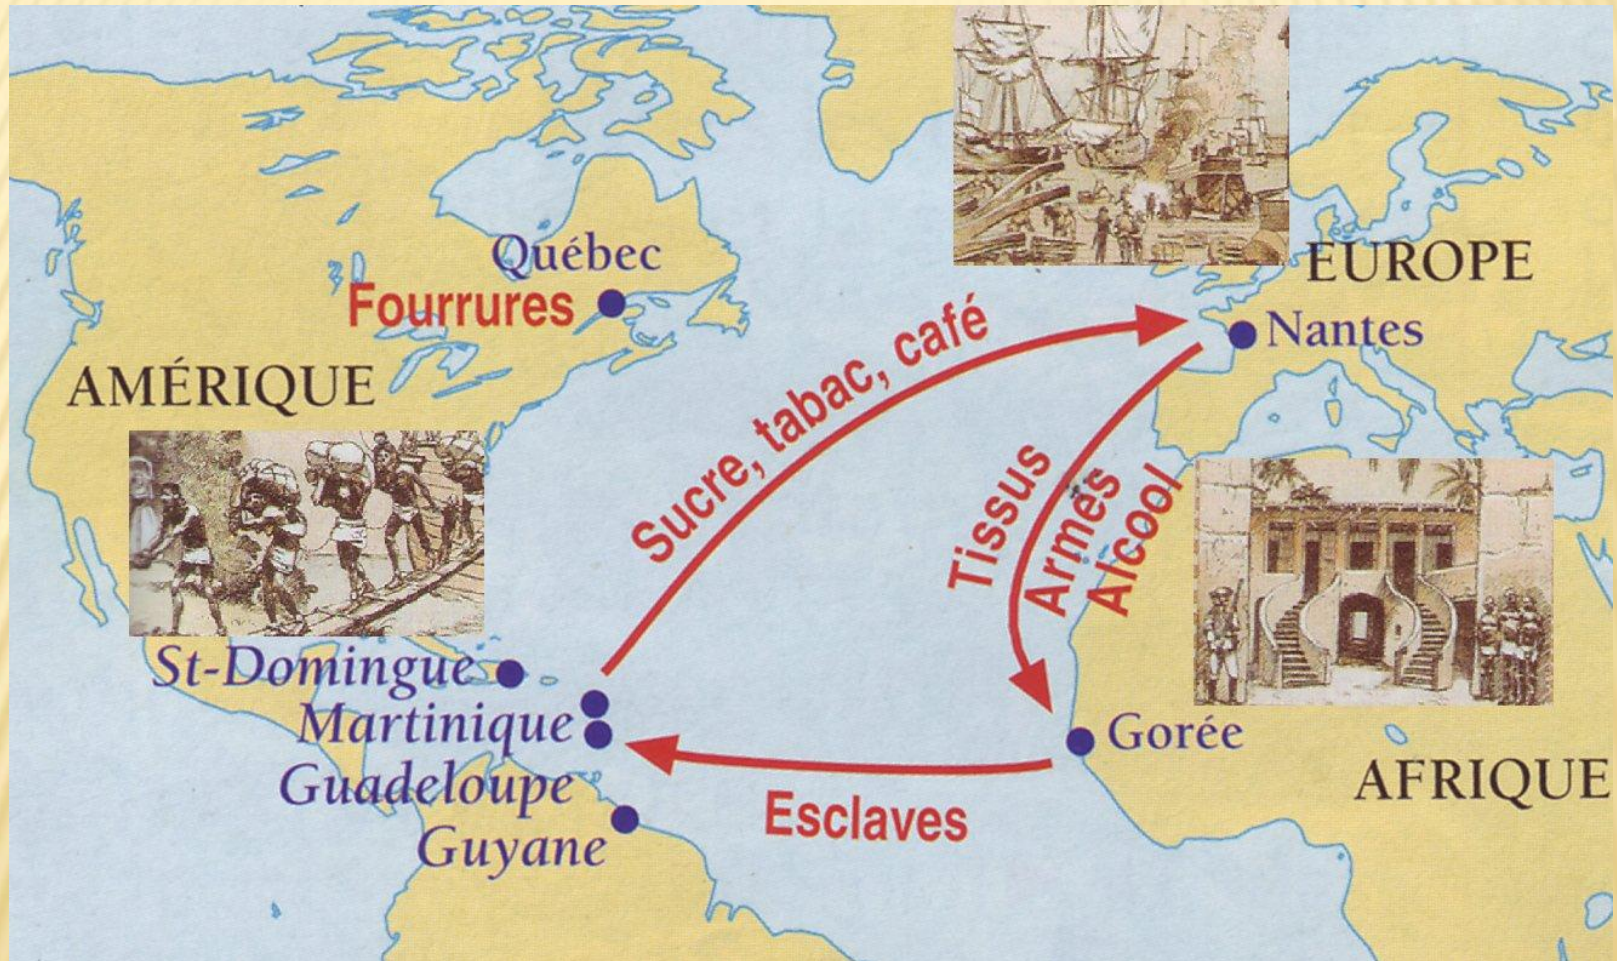 Québec
Fourrures
EUROPE
Nantes
AMÉRIQUE
Sucre, tabac, café
Tissus
Armes
Alcool
St-Domingue
Martinique
Guadeloupe
Guyane
Gorée
AFRIQUE
Esclaves